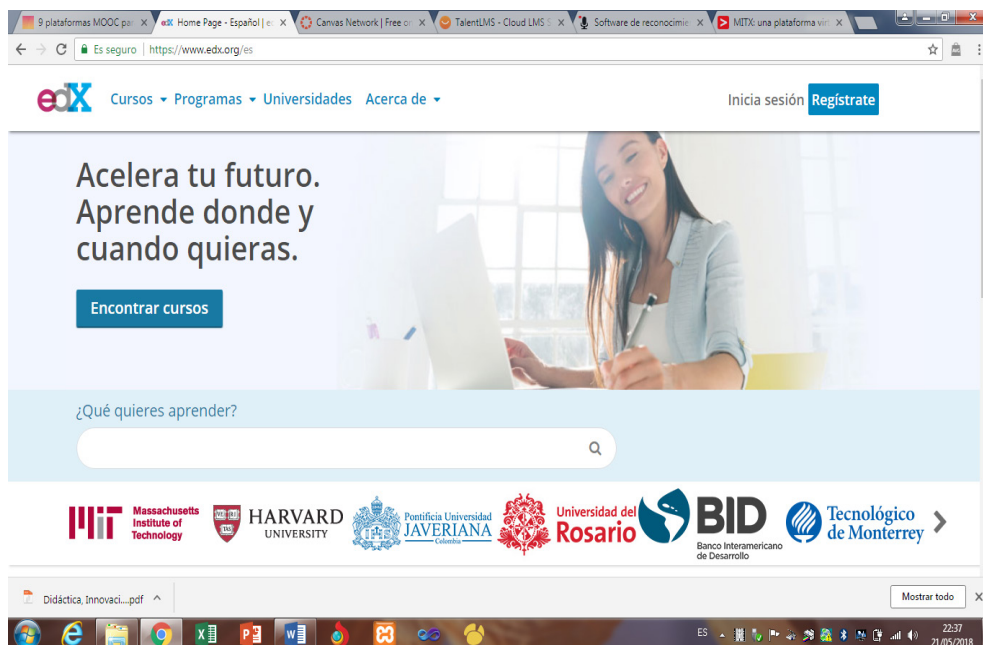 9 plataformas MOOC pa
edX Home Page - Español | e
Canvas Network | Free on
TalentLMS - Cloud LMS S
Software de reconocimie
MITX: una plataforma virt
Es seguro | https://www.edx.org/es
edX
Cursos
Programas
Universidades
Acerca de
Inicia sesión
Regístrate
Acelera tu futuro.
Aprende donde y
cuando quieras.
Encontrar cursos
¿Qué quieres aprender?
Massachusetts
Institute of
Technology
HARVARD
UNIVERSITY
Pontificia Universidad
JAVERIANA
Colombia
Universidad del
Rosario
BID
Banco Interamericano
de Desarrollo
Tecnológico
de Monterrey
Didáctica, Innovaci....pdf
Mostrar todo
ES
22:37
21/05/2018